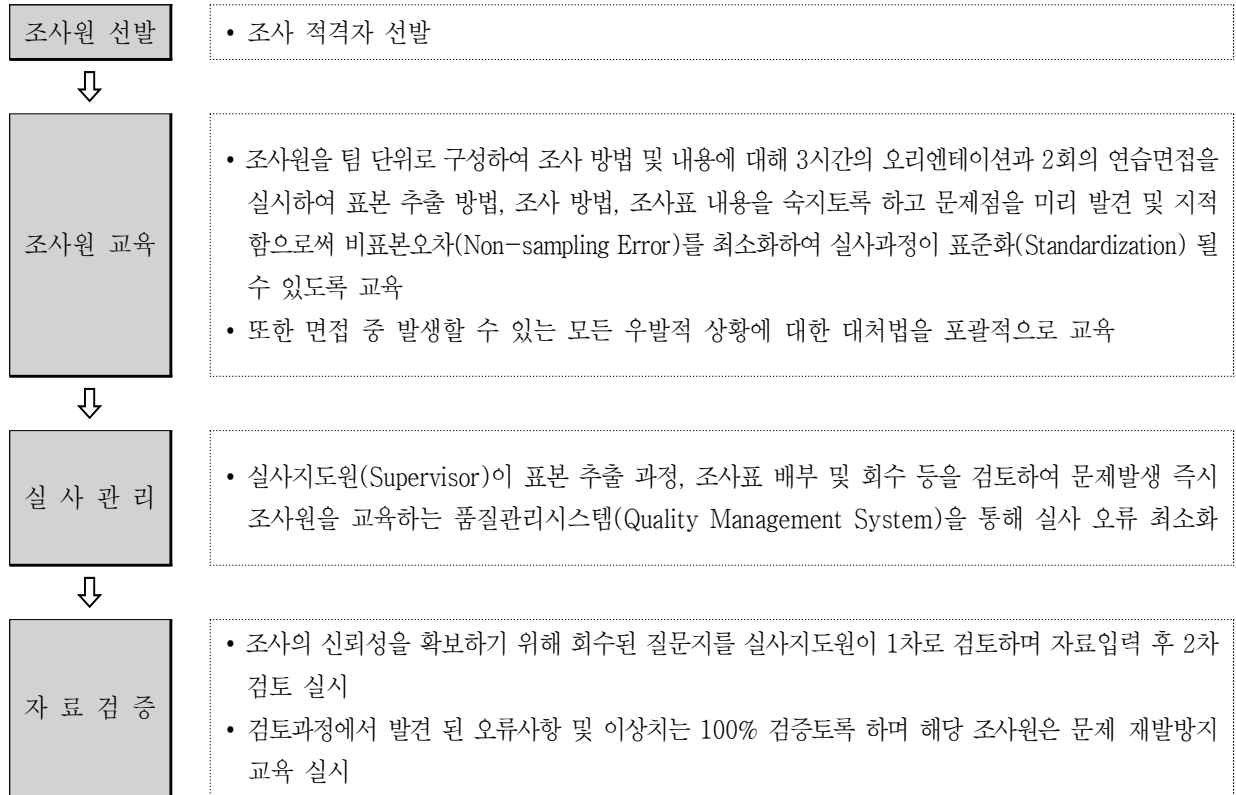 조사원 선발
• 조사 적격자 선발
조사원 교육
• 조사원을 팀 단위로 구성하여 조사 방법 및 내용에 대해 3시간의 오리엔테이션과 2회의 연습면접을
실시하여 표본 추출 방법, 조사 방법, 조사표 내용을 숙지토록 하고 문제점을 미리 발견 및 지적
함으로써 비표본오차(Non-sampling Error)를 최소화하여 실사과정이 표준화(Standardization) 될
수 있도록 교육
• 또한 면접 중 발생할 수 있는 모든 우발적 상황에 대한 대처법을 포괄적으로 교육
실 사 관 리
• 실사지도원(Supervisor)이 표본 추출 과정, 조사표 배부 및 회수 등을 검토하여 문제발생 즉시
조사원을 교육하는 품질관리시스템(Quality Management System)을 통해 실사 오류 최소화
자 료 검 증
• 조사의 신뢰성을 확보하기 위해 회수된 질문지를 실사지도원이 1차로 검토하며 자료입력 후 2차
검토 실시
• 검토과정에서 발견 된 오류사항 및 이상치는 100% 검증토록 하며 해당 조사원은 문제 재발방지
교육 실시